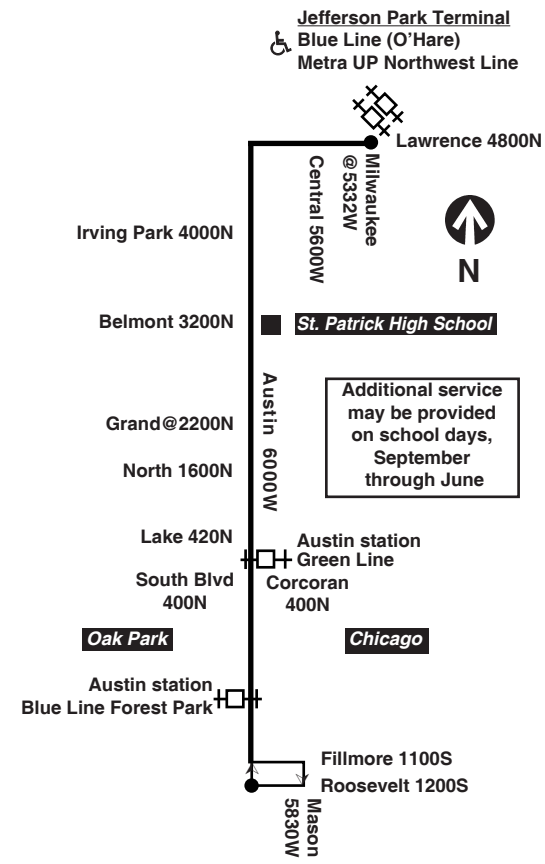 Jefferson Park Terminal
Blue Line (O’Hare)
Metra UP Northwest Line
Lawrence 4800N
Milwaukee
@5332W
Central 5600W
Irving Park 4000N
N
Belmont 3200N
St. Patrick High School
Austin 6000W
Additional service
may be provided
on school days,
September
through June
Grand@2200N
North 1600N
Lake 420N
Austin station
Green Line
South Blvd
400N
Corcoran
400N
Oak Park
Chicago
Austin station
Blue Line Forest Park
Fillmore 1100S
Roosevelt 1200S
Mason
5830W